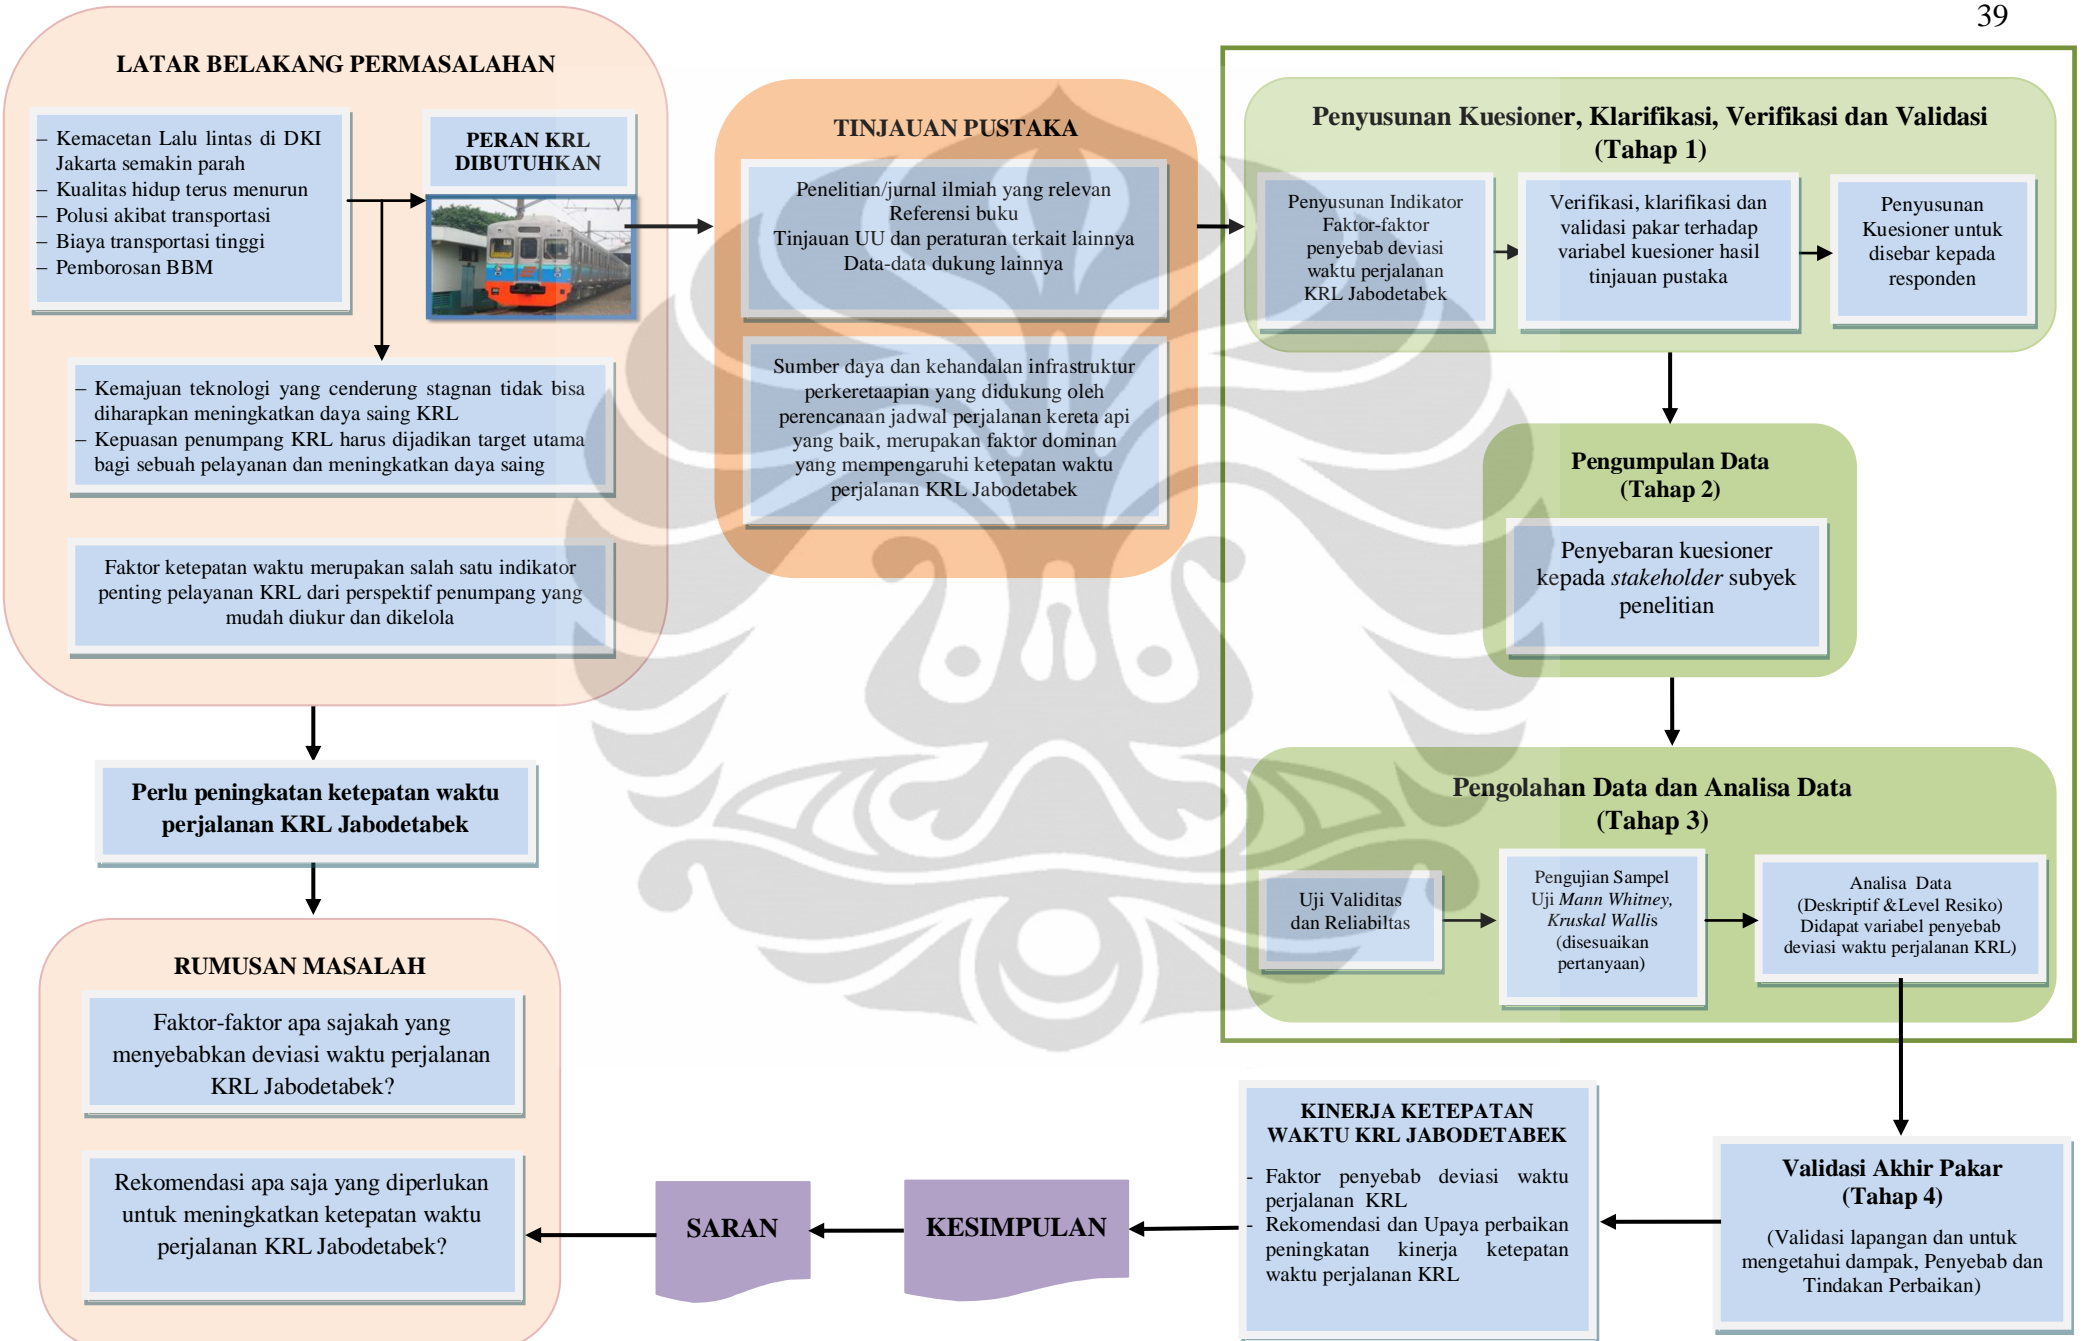 39
LATAR BELAKANG PERMASALAHAN
– Kemacetan Lalu lintas di DKI
Jakarta semakin parah
– Kualitas hidup terus menurun
– Polusi akibat transportasi
– Biaya transportasi tinggi
– Pemborosan BBM
PERAN KRL
DIBUTUHKAN
– Kemajuan teknologi yang cenderung stagnan tidak bisa
diharapkan meningkatkan daya saing KRL
– Kepuasan penumpang KRL harus dijadikan target utama
bagi sebuah pelayanan dan meningkatkan daya saing
Faktor ketepatan waktu merupakan salah satu indikator
penting pelayanan KRL dari perspektif penumpang yang
mudah diukur dan dikelola
Perlu peningkatan ketepatan waktu
perjalanan KRL Jabodetabek
RUMUSAN MASALAH
Faktor-faktor apa sajakah yang
menyebabkan deviasi waktu perjalanan
KRL Jabodetabek?
Rekomendasi apa saja yang diperlukan
untuk meningkatkan ketepatan waktu
perjalanan KRL Jabodetabek?
TINJAUAN PUSTAKA
Penelitian/jurnal ilmiah yang relevan
Referensi buku
Tinjauan UU dan peraturan terkait lainnya
Data-data dukung lainnya
Sumber daya dan kehandalan infrastruktur
perkeretaapian yang didukung oleh
perencanaan jadwal perjalanan kereta api
yang baik, merupakan faktor dominan
yang mempengaruhi ketepatan waktu
perjalanan KRL Jabodetabek
Penyusunan Kuesioner, Klarifikasi, Verifikasi dan Validasi
(Tahap 1)
Penyusunan Indikator
Faktor-faktor
penyebab deviasi
waktu perjalanan
KRL Jabodetabek
Verifikasi, klarifikasi dan
validasi pakar terhadap
variabel kuesioner hasil
tinjauan pustaka
Penyusunan
Kuesioner untuk
disebar kepada
responden
Pengumpulan Data
(Tahap 2)
Penyebaran kuesioner
kepada stakeholder subyek
penelitian
Pengolahan Data dan Analisa Data
(Tahap 3)
Uji Validitas
dan Reliabiltas
Pengujian Sampel
Uji Mann Whitney,
Kruskal Wallis
(disesuaikan
pertanyaan)
Analisa Data
(Deskriptif &Level Resiko)
Didapat variabel penyebab
deviasi waktu perjalanan KRL)
Validasi Akhir Pakar
(Tahap 4)
(Validasi lapangan dan untuk
mengetahui dampak, Penyebab dan
Tindakan Perbaikan)
KINERJA KETEPATAN
WAKTU KRL JABODETABEK
- Faktor penyebab deviasi waktu
perjalanan KRL
- Rekomendasi dan Upaya perbaikan
peningkatan kinerja ketepatan
waktu perjalanan KRL
KESIMPULAN
SARAN